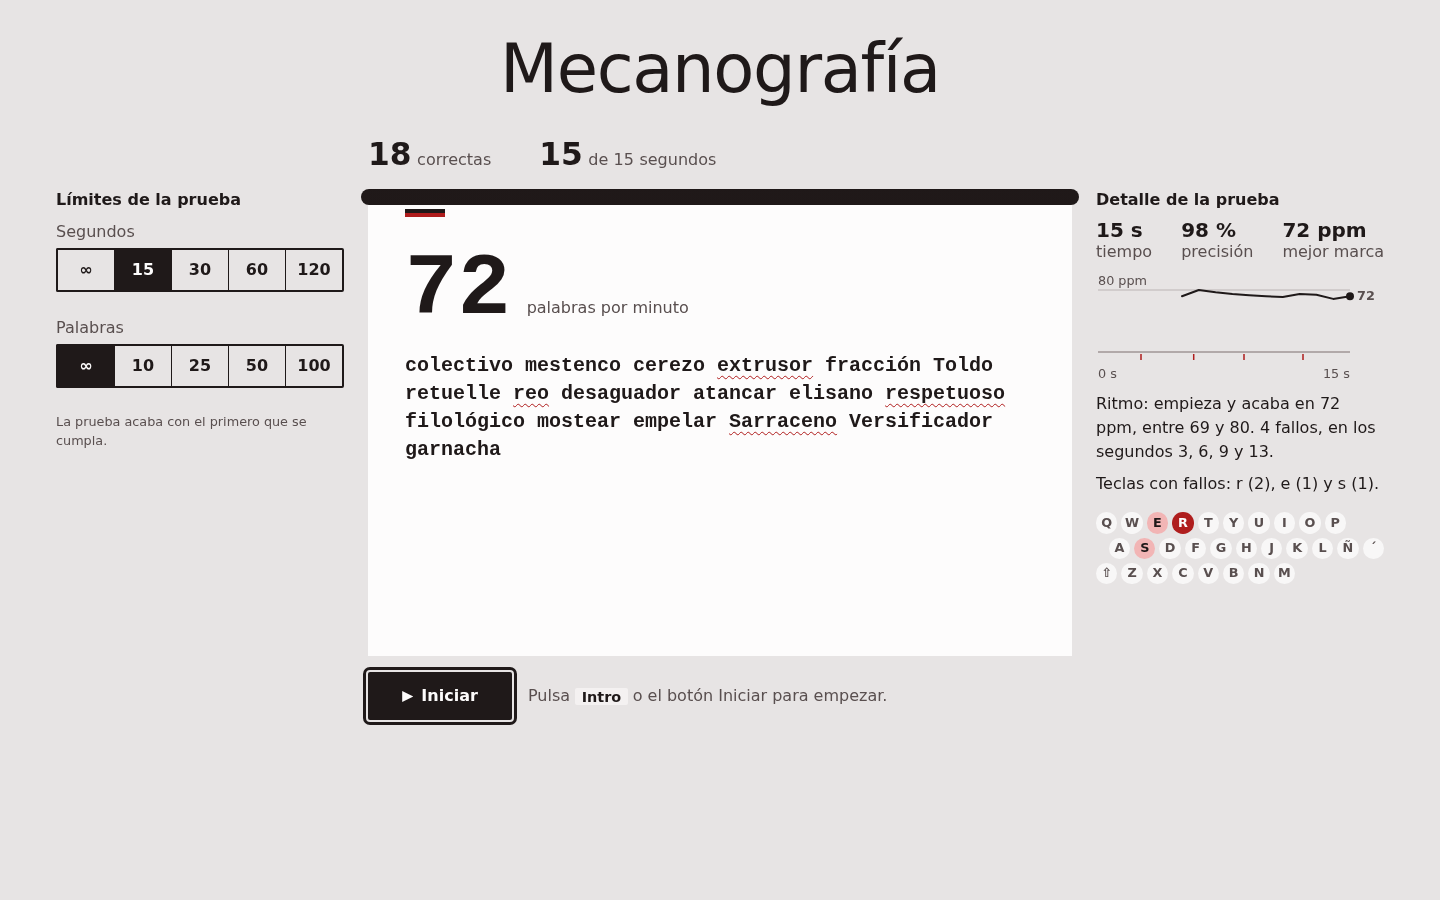 Mecanografía
18 correctas 15 de 15 segundos
Límites de la prueba
Segundos
∞ 15 30 60 120
Palabras
∞ 10 25 50 100
La prueba acaba con el primero que se
cumpla.
72 palabras por minuto
colectivo mestenco cerezo extrusor fracción Toldo
retuelle reo desaguador atancar elisano respetuoso
filológico mostear empelar Sarraceno Versificador
garnacha
▶ Iniciar
Pulsa Intro o el botón Iniciar para empezar.
Detalle de la prueba
15 s 98 % 72 ppm
tiempo precisión mejor marca
80 ppm
72
0 s 15 s
Ritmo: empieza y acaba en 72
ppm, entre 69 y 80. 4 fallos, en los
segundos 3, 6, 9 y 13.
Teclas con fallos: r (2), e (1) y s (1).
Q W E R T Y U I O P
A S D F G H J K L Ñ ´
⇧ Z X C V B N M